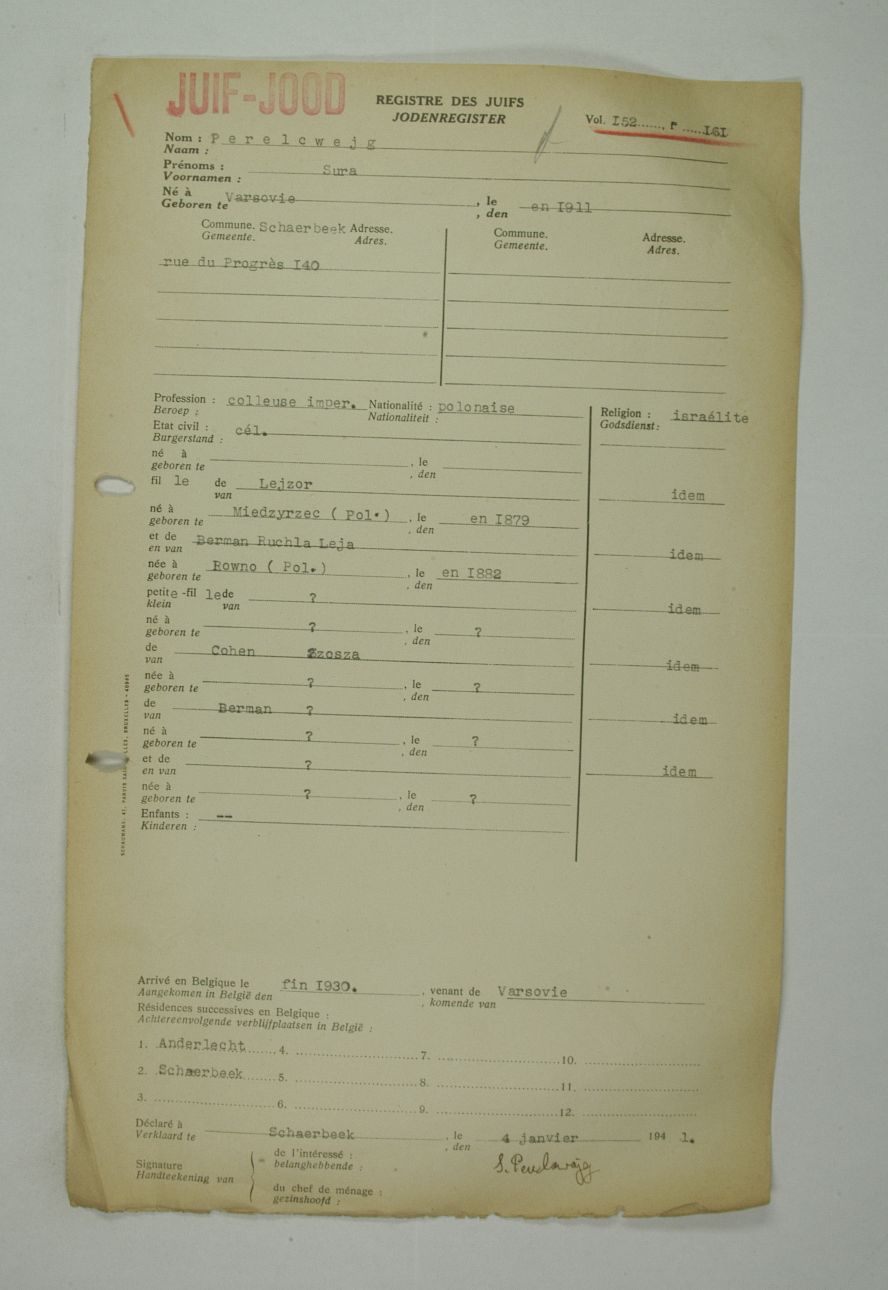 JUIF-JOOD
REGISTRE DES JUIFS
JODENREGISTER
Vol. I52......, F .....I6I
Nom : P e r e l c w e j g
Naam :
Prénoms : Sura
Voornamen :
Né à Varsovie , le en I9II
Geboren te , den
Commune. Schaerbeek Adresse. Commune. Adresse.
Gemeente. Adres. Gemeente. Adres.
rue du Progrès I40
Profession : colleuse imper. Nationalité : polonaise Religion : israélite
Beroep : Nationaliteit : Godsdienst:
Etat civil : cél.
Burgerstand :
né à , le
geboren te , den
fil le de Lejzor idem
van
né à Miedzyrzec ( Pol. ) , le en I879
geboren te , den
et de Berman Ruchla Leja idem
en van
née à Rowno ( Pol. ) , le en I882
geboren te , den
petite -fil le de ? idem
klein van
né à ? , le ?
geboren te , den
de Cohen Szosza idem
van
née à ? , le ?
geboren te , den
de Berman ? idem
van
né à ? , le ?
geboren te , den
et de ? idem
en van
née à ? , le ?
geboren te , den
Enfants : --
Kinderen :
Arrivé en Belgique le fin I930. , venant de Varsovie
Aangekomen in België den , komende van
Résidences successives en Belgique :
Achtereenvolgende verblijfplaatsen in België :
1. Anderlecht 4. 7. 10.
2. Schaerbeek 5. 8. 11.
3. 6. 9. 12.
Déclaré à Schaerbeek , le 4 janvier 194 1.
Verklaard te , den
Signature de l'intéressé :
Handteekening van belanghebbende :
du chef de ménage :
gezinshoofd :